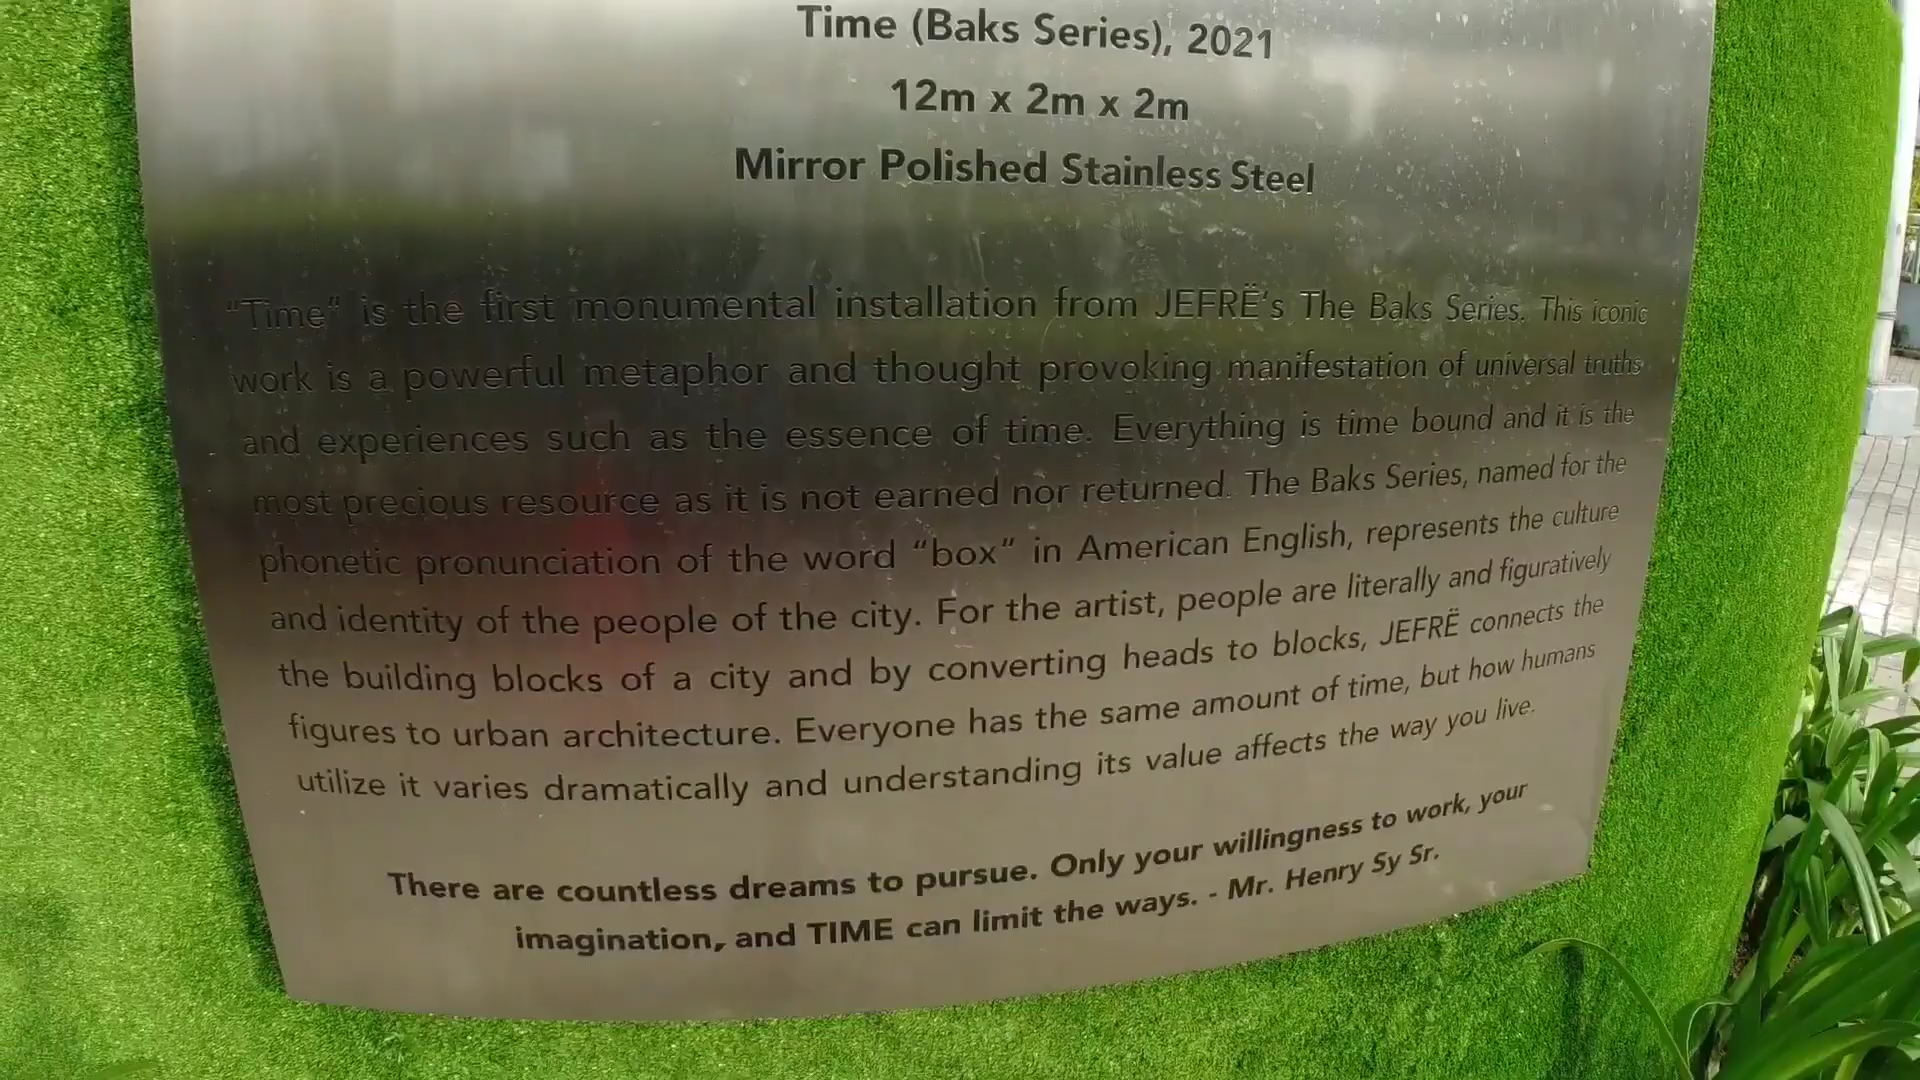 Time (Baks Series), 2021
12m x 2m x 2m
Mirror Polished Stainless Steel
"Time" is the first monumental installation from JEFRË's The Baks Series. This iconic
work is a powerful metaphor and thought provoking manifestation of universal truths
and experiences such as the essence of time. Everything is time bound and it is the
most precious resource as it is not earned nor returned. The Baks Series, named for the
phonetic pronunciation of the word "box" in American English, represents the culture
and identity of the people of the city. For the artist, people are literally and figuratively
the building blocks of a city and by converting heads to blocks, JEFRË connects the
figures to urban architecture. Everyone has the same amount of time, but how humans
utilize it varies dramatically and understanding its value affects the way you live.
There are countless dreams to pursue. Only your willingness to work, your
imagination, and TIME can limit the ways. - Mr. Henry Sy Sr.